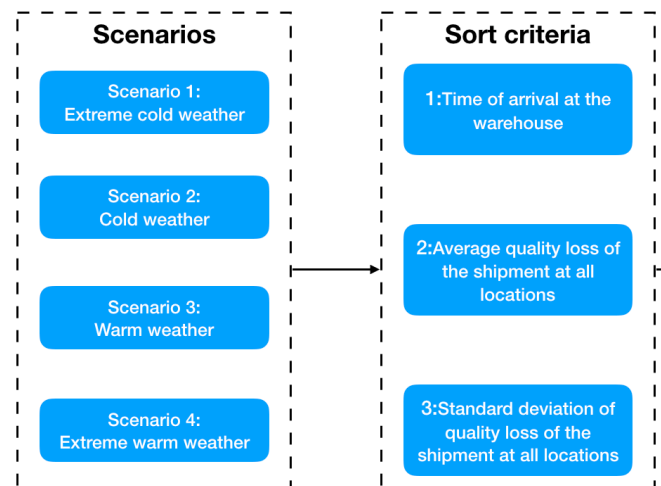 Scenarios
Scenario 1:
Extreme cold weather
Scenario 2:
Cold weather
Scenario 3:
Warm weather
Scenario 4:
Extreme warm weather
Sort criteria
1:Time of arrival at the
warehouse
2:Average quality loss of
the shipment at all
locations
3:Standard deviation of
quality loss of the
shipment at all locations